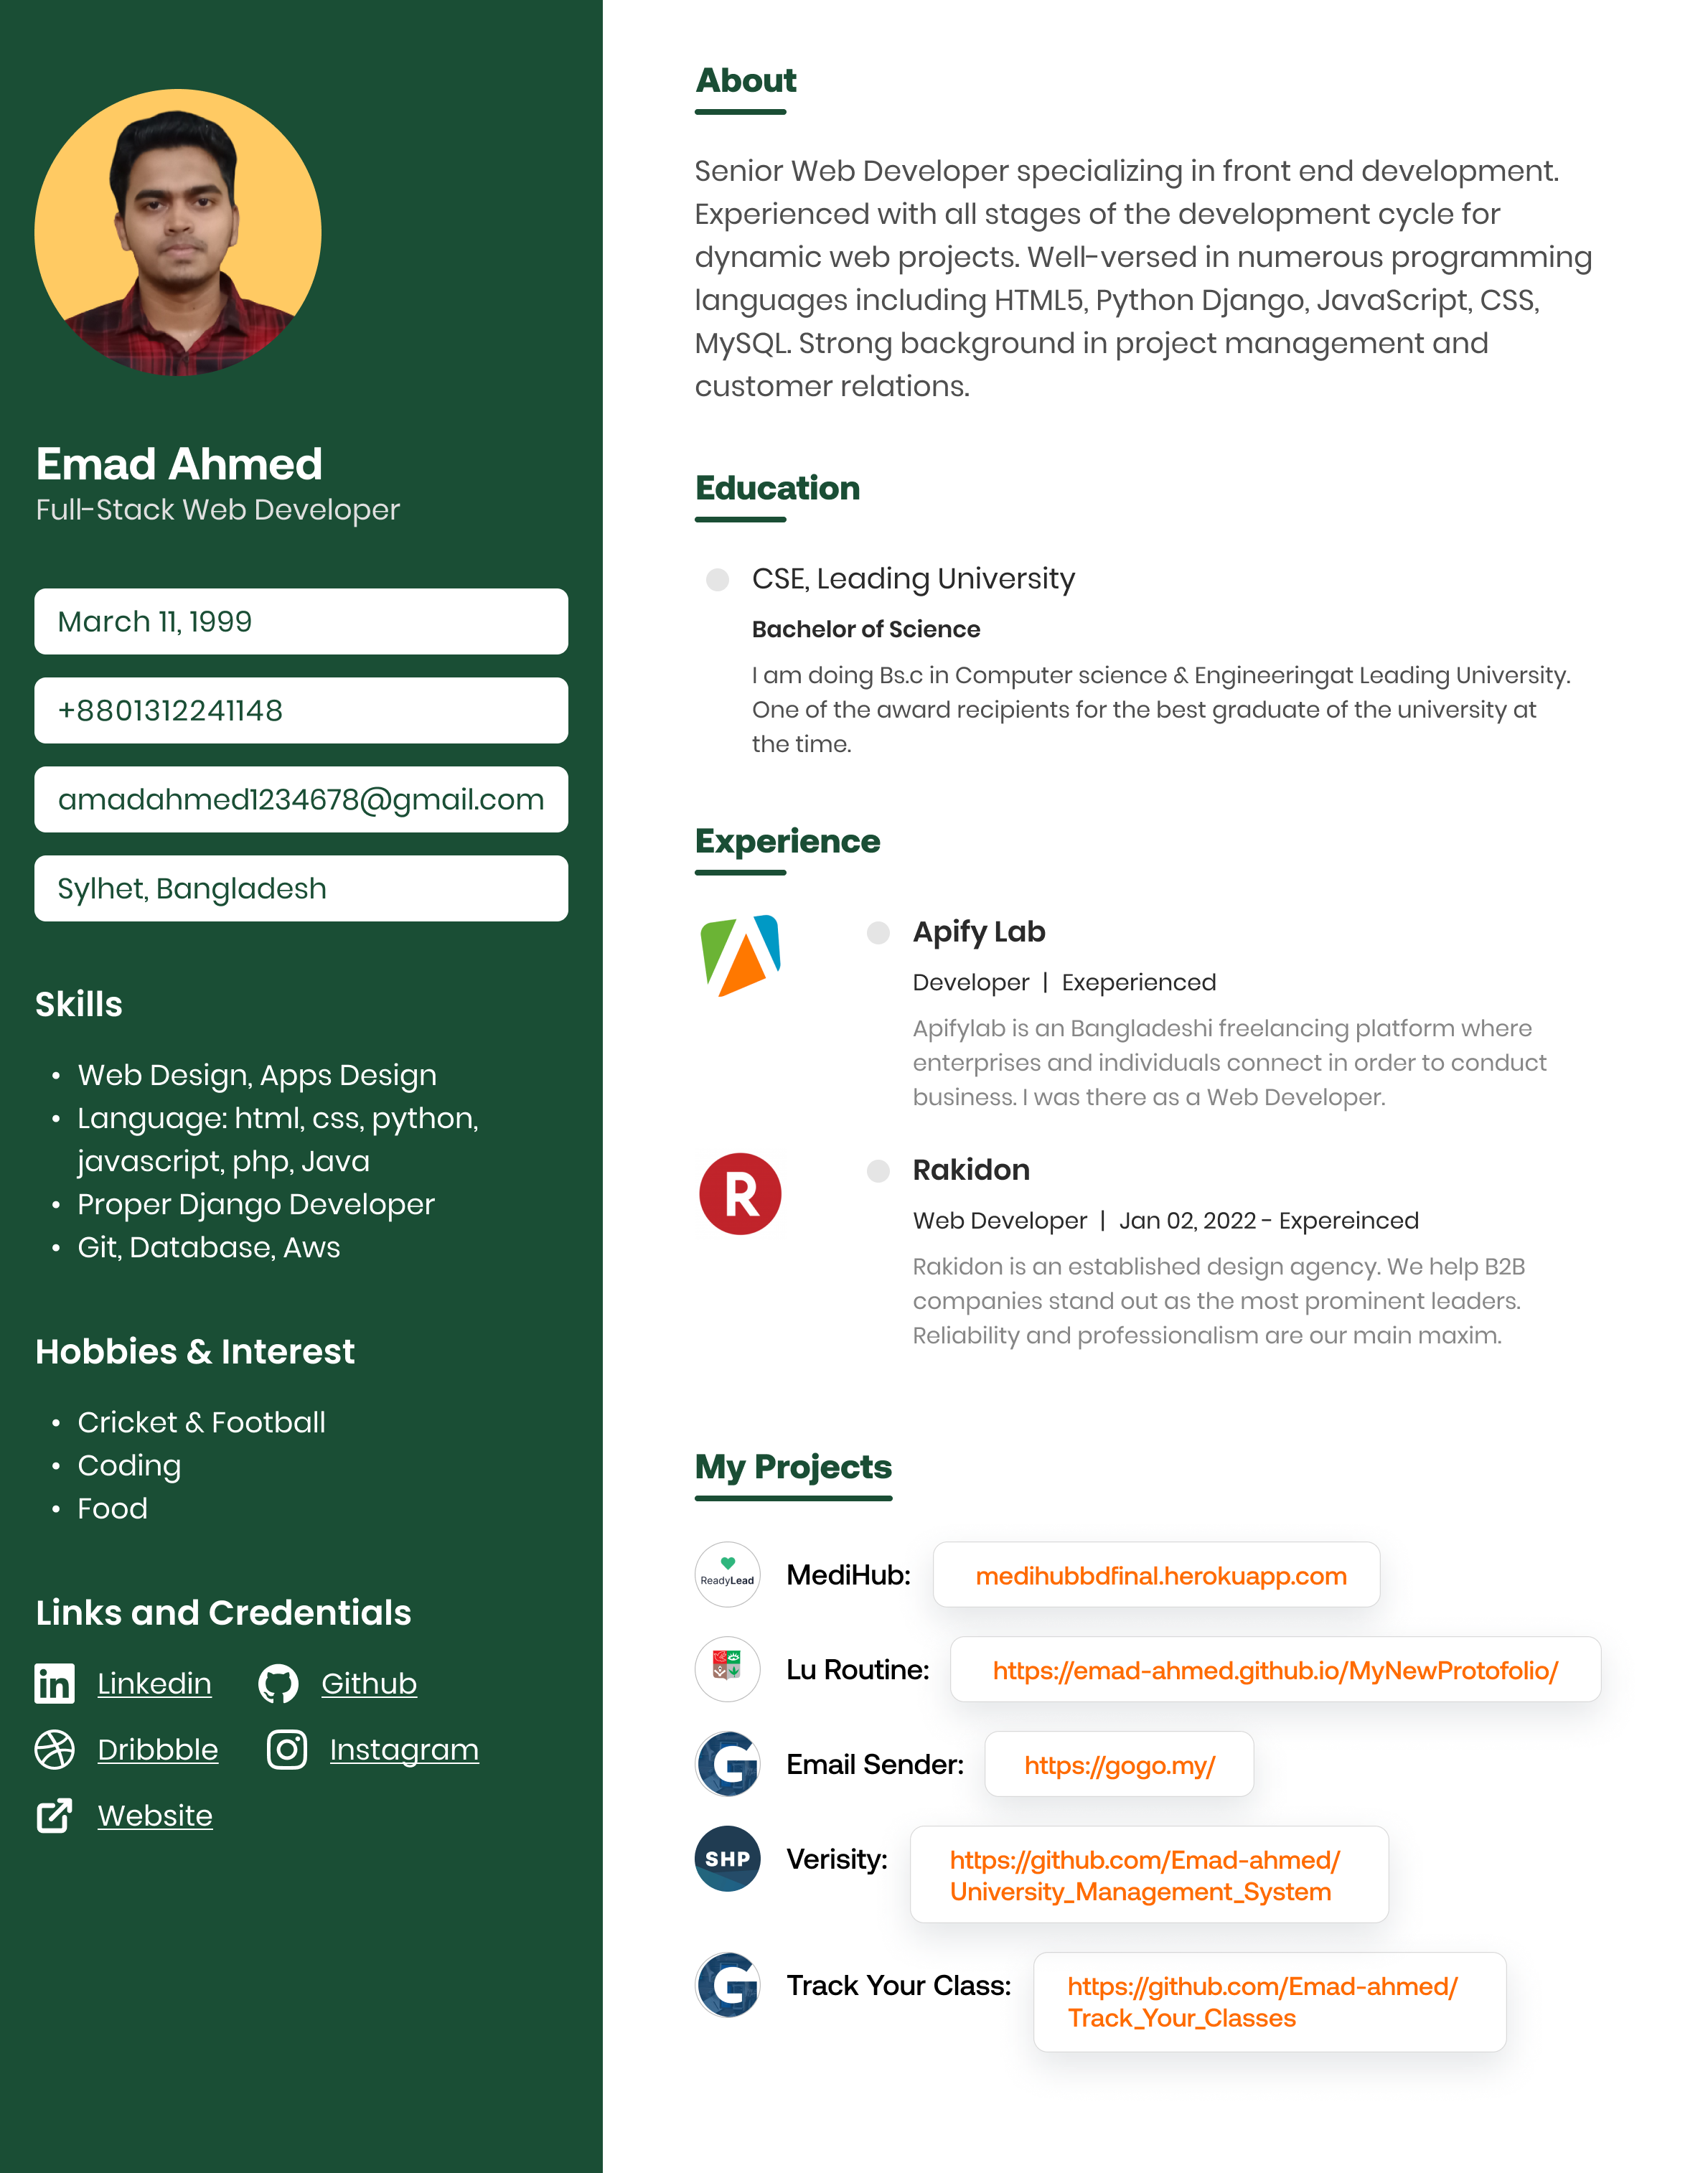 Emad Ahmed
Full-Stack Web Developer
March 11, 1999
+8801312241148
amadahmed1234678@gmail.com
Sylhet, Bangladesh
Skills
• Web Design, Apps Design
• Language: html, css, python,
javascript, php, Java
• Proper Django Developer
• Git, Database, Aws
Hobbies & Interest
• Cricket & Football
• Coding
• Food
Links and Credentials
in Linkedin Github
Dribbble Instagram
Website
About
Senior Web Developer specializing in front end development.
Experienced with all stages of the development cycle for
dynamic web projects. Well-versed in numerous programming
languages including HTML5, Python Django, JavaScript, CSS,
MySQL. Strong background in project management and
customer relations.
Education
CSE, Leading University
Bachelor of Science
I am doing Bs.c in Computer science & Engineeringat Leading University.
One of the award recipients for the best graduate of the university at
the time.
Experience
Apify Lab
Developer | Exeperienced
Apifylab is an Bangladeshi freelancing platform where
enterprises and individuals connect in order to conduct
business. I was there as a Web Developer.
R
Rakidon
Web Developer | Jan 02, 2022 - Expereinced
Rakidon is an established design agency. We help B2B
companies stand out as the most prominent leaders.
Reliability and professionalism are our main maxim.
My Projects
ReadyLead MediHub: medihubbdfinal.herokuapp.com
Lu Routine: https://emad-ahmed.github.io/MyNewProtofolio/
G Email Sender: https://gogo.my/
SHP Verisity: https://github.com/Emad-ahmed/
University_Management_System
G Track Your Class: https://github.com/Emad-ahmed/
Track_Your_Classes